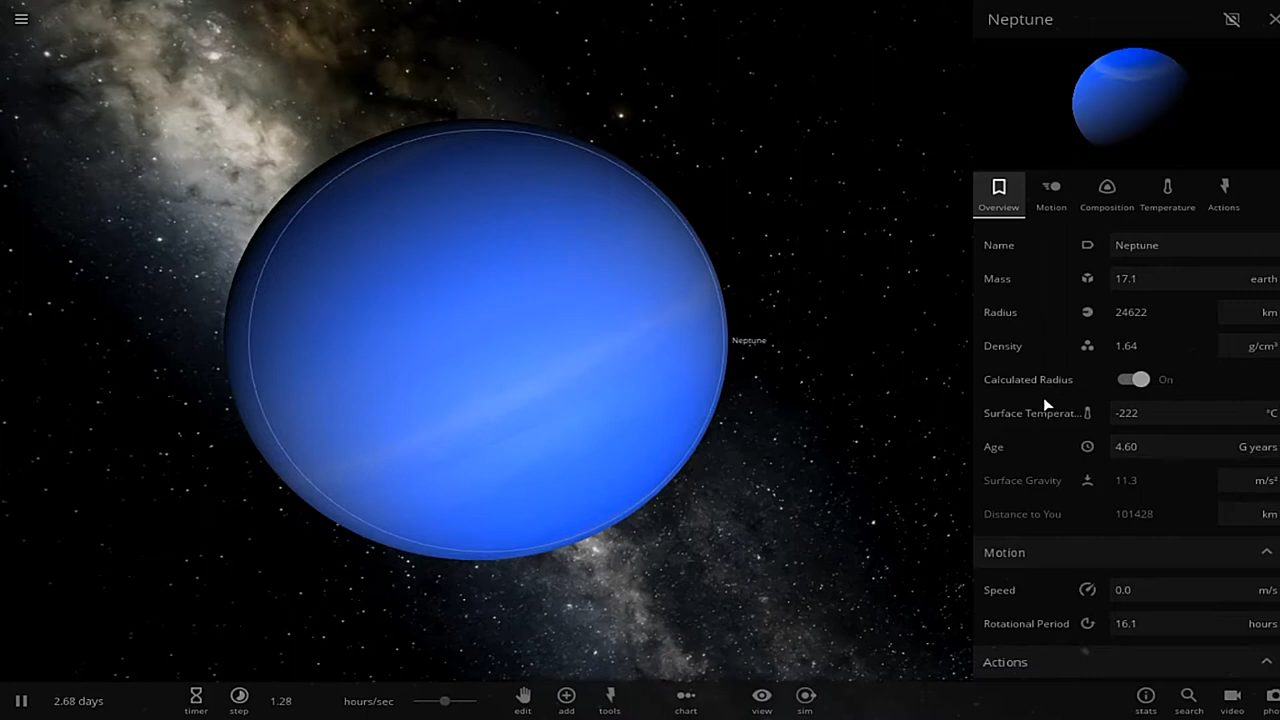 Neptune
Overview
Motion
Composition
Temperature
Actions
Name Neptune
Mass 17.1 earth
Radius 24622 km
Density 1.64 g/cm³
Calculated Radius On
Surface Temperat... -222 °C
Age 4.60 G years
Surface Gravity 11.3 m/s²
Distance to You 101428 km
Motion
Speed 0.0 m/s
Rotational Period 16.1 hours
Actions
Neptune
2.68 days
timer
step
1.28 hours/sec
edit
add
tools
chart
view
sim
stats
search
video
pho